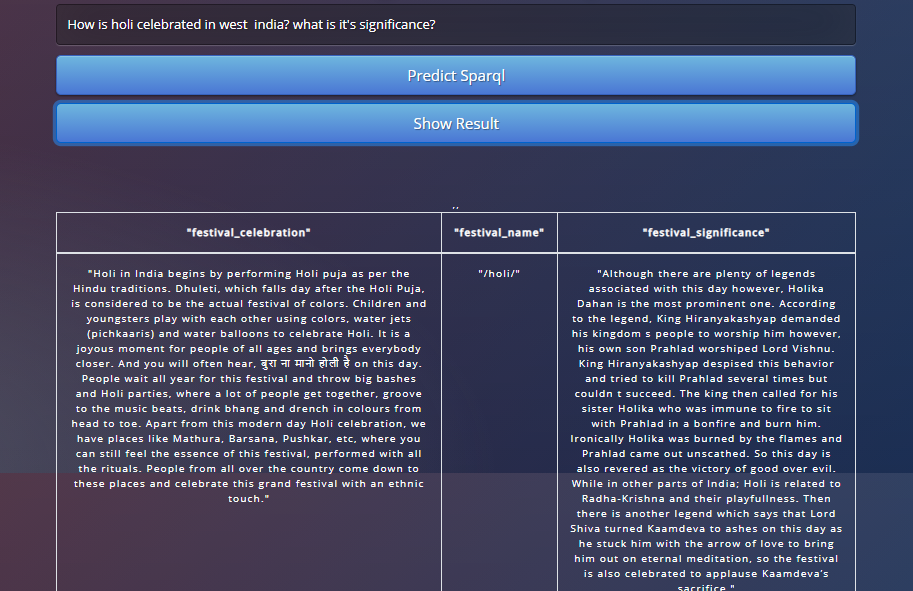 How is holi celebrated in west  india? what is it's significance?
Predict Sparql
Show Result
,,
"festival_celebration"
"festival_name"
"festival_significance"
"Holi in India begins by performing Holi puja as per the
Hindu traditions. Dhuleti, which falls day after the Holi Puja,
is considered to be the actual festival of colors. Children and
youngsters play with each other using colors, water jets
(pichkaaris) and water balloons to celebrate Holi. It is a
joyous moment for people of all ages and brings everybody
closer. And you will often hear, बुरा ना मानो होली है on this day.
People wait all year for this festival and throw big bashes
and Holi parties, where a lot of people get together, groove
to the music beats, drink bhang and drench in colours from
head to toe. Apart from this modern day Holi celebration, we
have places like Mathura, Barsana, Pushkar, etc, where you
can still feel the essence of this festival, performed with all
the rituals. People from all over the country come down to
these places and celebrate this grand festival with an ethnic
touch."
"/holi/"
"Although there are plenty of legends
associated with this day however, Holika
Dahan is the most prominent one. According
to the legend, King Hiranyakashyap demanded
his kingdom s people to worship him however,
his own son Prahlad worshiped Lord Vishnu.
King Hiranyakashyap despised this behavior
and tried to kill Prahlad several times but
couldn t succeed. The king then called for his
sister Holika who was immune to fire to sit
with Prahlad in a bonfire and burn him.
Ironically Holika was burned by the flames and
Prahlad came out unscathed. So this day is
also revered as the victory of good over evil.
While in other parts of India; Holi is related to
Radha-Krishna and their playfullness. Then
there is another legend which says that Lord
Shiva turned Kaamdeva to ashes on this day as
he stuck him with the arrow of love to bring
him out on eternal meditation, so the festival
is also celebrated to applause Kaamdeva's
sacrifice."